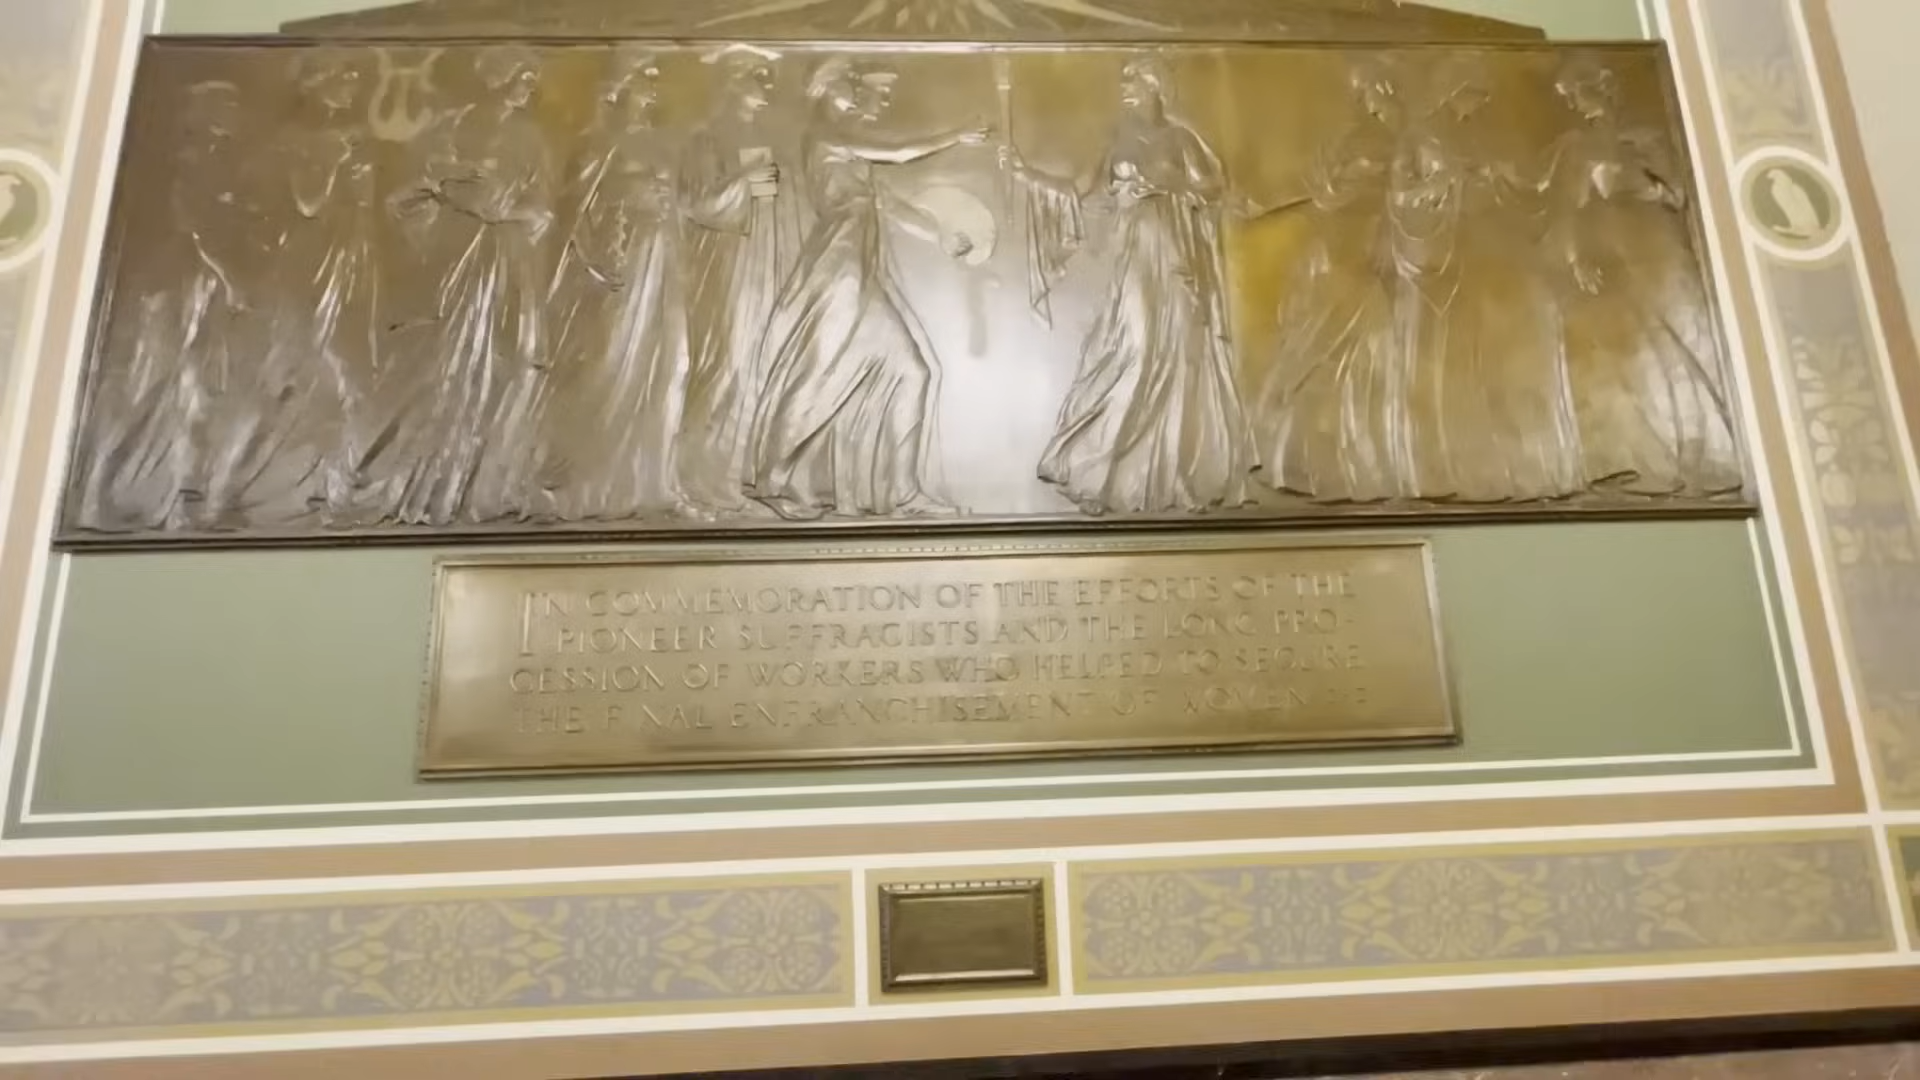 IN COMMEMORATION OF THE EFFORTS OF THE
PIONEER SUFFRAGISTS AND THE LONG PRO-
CESSION OF WORKERS WHO HELPED TO SECURE
THE FINAL ENFRANCHISEMENT OF WOMEN